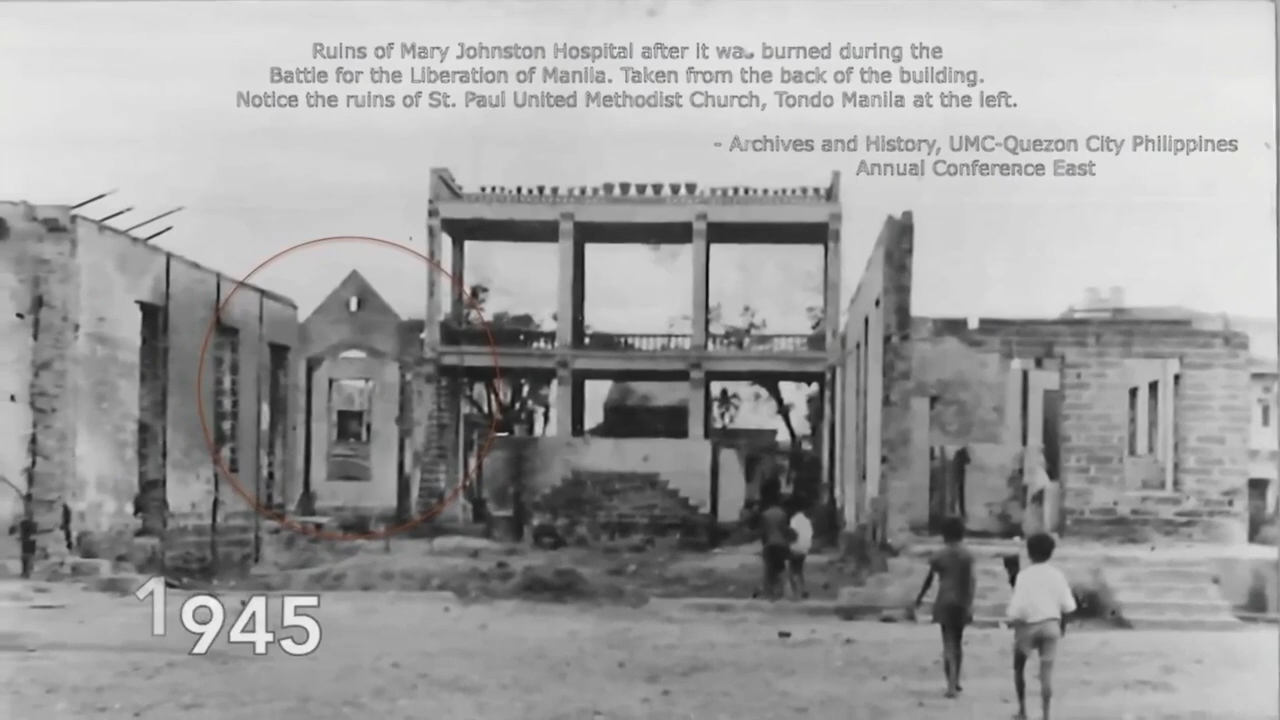 Ruins of Mary Johnston Hospital after it was burned during the
Battle for the Liberation of Manila. Taken from the back of the building.
Notice the ruins of St. Paul United Methodist Church, Tondo Manila at the left.
- Archives and History, UMC-Quezon City Philippines
Annual Conference East
1945